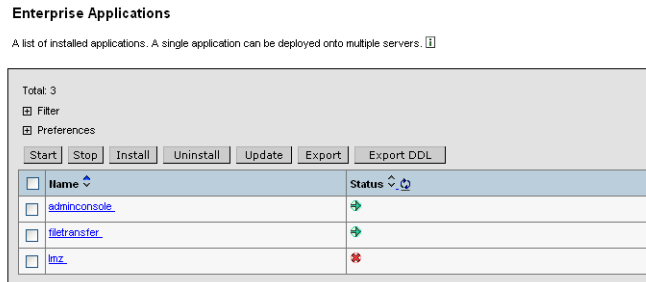 Enterprise Applications
A list of installed applications. A single application can be deployed onto multiple servers. i
Total: 3
Filter
Preferences
Start Stop Install Uninstall Update Export Export DDL
Name Status
adminconsole
filetransfer
lmz